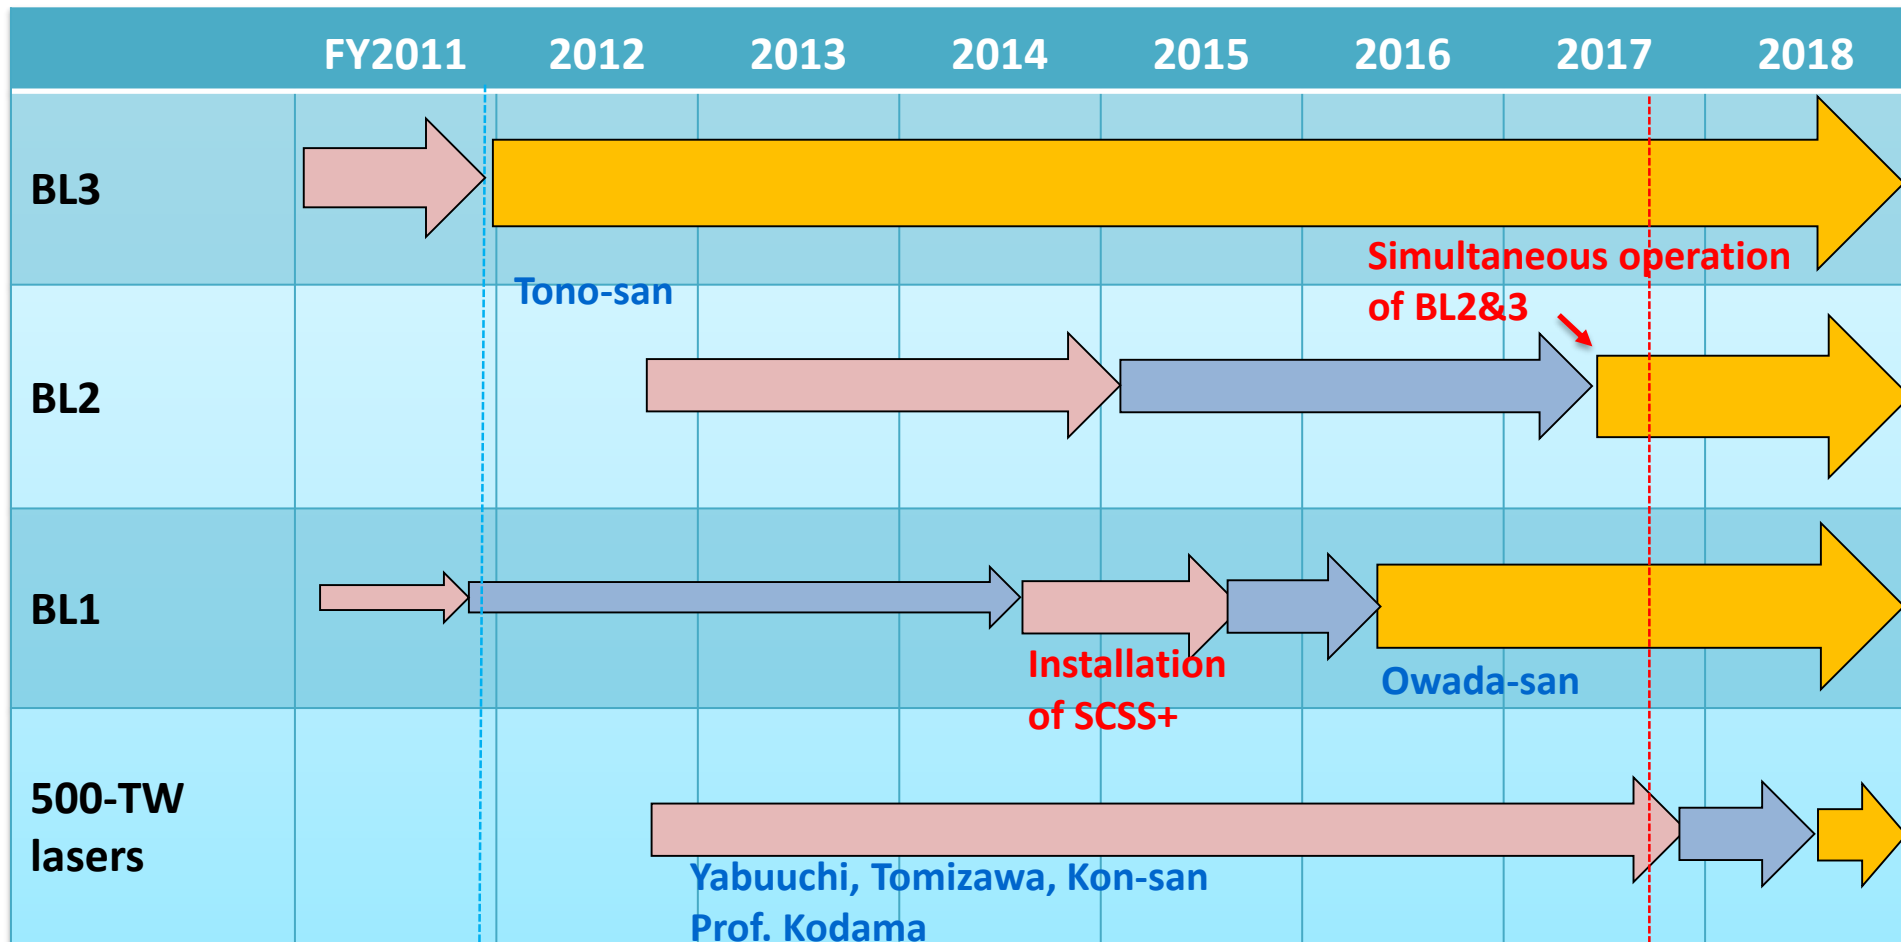 FY2011 2012 2013 2014 2015 2016 2017 2018
BL3
Simultaneous operation
of BL2&3
Tono-san
BL2
BL1
Installation
of SCSS+
Owada-san
500-TW
lasers
Yabuuchi, Tomizawa, Kon-san
Prof. Kodama